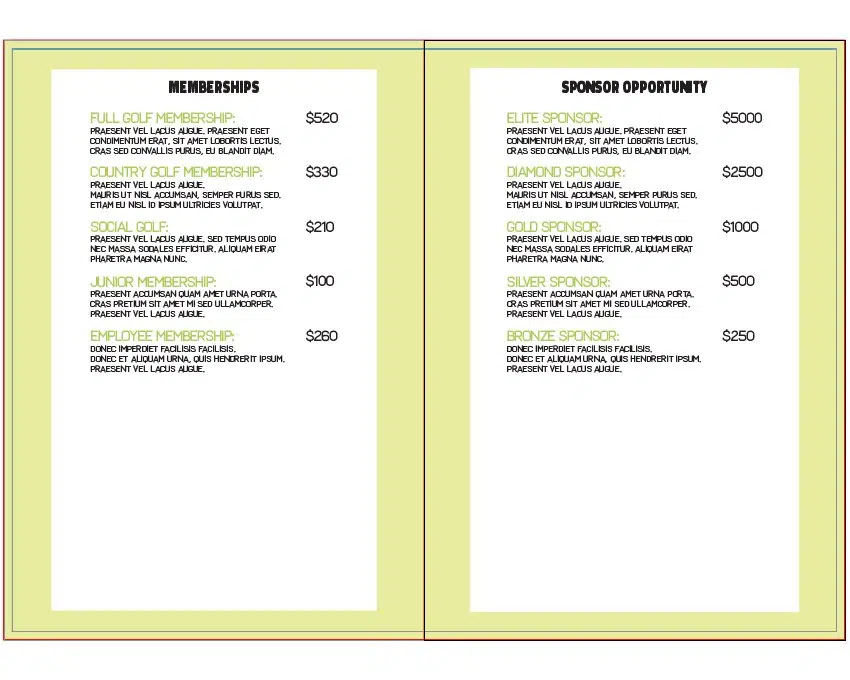 MEMBERSHIPS
FULL GOLF MEMBERSHIP: $520
PRAESENT VEL LACUS AUGUE. PRAESENT EGET
CONDIMENTUM ERAT, SIT AMET LOBORTIS LECTUS.
CRAS SED CONVALLIS PURUS, EU BLANDIT DIAM.
COUNTRY GOLF MEMBERSHIP: $330
PRAESENT VEL LACUS AUGUE.
MAURIS UT NISL ACCUMSAN, SEMPER PURUS SED.
ETIAM EU NISL ID IPSUM ULTRICIES VOLUTPAT.
SOCIAL GOLF: $210
PRAESENT VEL LACUS AUGUE. SED TEMPUS ODIO
NEC MASSA SODALES EFFICITUR. ALIQUAM ERAT
PHARETRA MAGNA NUNC.
JUNIOR MEMBERSHIP: $100
PRAESENT ACCUMSAN QUAM AMET URNA PORTA.
CRAS PRETIUM SIT AMET MI SED ULLAMCORPER.
PRAESENT VEL LACUS AUGUE.
EMPLOYEE MEMBERSHIP: $260
DONEC IMPERDIET FACILISIS FACILISIS.
DONEC ET ALIQUAM URNA, QUIS HENDRERIT IPSUM.
PRAESENT VEL LACUS AUGUE.
SPONSOR OPPORTUNITY
ELITE SPONSOR: $5000
PRAESENT VEL LACUS AUGUE. PRAESENT EGET
CONDIMENTUM ERAT, SIT AMET LOBORTIS LECTUS.
CRAS SED CONVALLIS PURUS, EU BLANDIT DIAM.
DIAMOND SPONSOR: $2500
PRAESENT VEL LACUS AUGUE.
MAURIS UT NISL ACCUMSAN, SEMPER PURUS SED.
ETIAM EU NISL ID IPSUM ULTRICIES VOLUTPAT.
GOLD SPONSOR: $1000
PRAESENT VEL LACUS AUGUE. SED TEMPUS ODIO
NEC MASSA SODALES EFFICITUR. ALIQUAM ERAT
PHARETRA MAGNA NUNC.
SILVER SPONSOR: $500
PRAESENT ACCUMSAN QUAM AMET URNA PORTA.
CRAS PRETIUM SIT AMET MI SED ULLAMCORPER.
PRAESENT VEL LACUS AUGUE.
BRONZE SPONSOR: $250
DONEC IMPERDIET FACILISIS FACILISIS.
DONEC ET ALIQUAM URNA, QUIS HENDRERIT IPSUM.
PRAESENT VEL LACUS AUGUE.